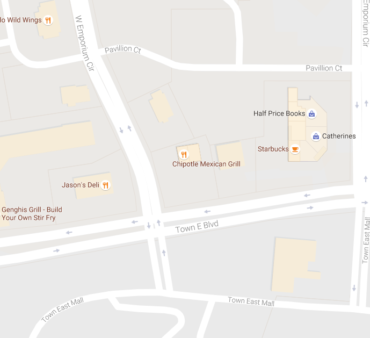 lo Wild Wings
W Emporium Cir
Pavillion Ct
W Emporium Cir
Pavillion Ct
Half Price Books
Catherines
Starbucks
Chipotle Mexican Grill
Jason's Deli
Genghis Grill - Build
Your Own Stir Fry
Town E Blvd
Town East Mall
Town East Mall
Town East Mall